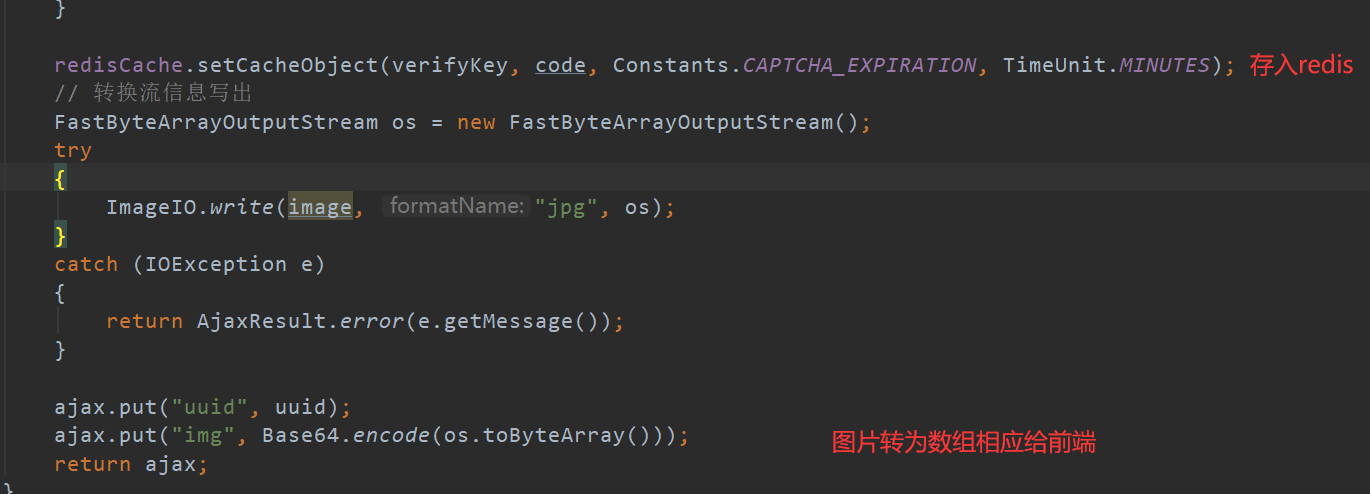 }
redisCache.setCacheObject(verifyKey, code, Constants.CAPTCHA_EXPIRATION, TimeUnit.MINUTES); 存入redis
// 转换流信息写出
FastByteArrayOutputStream os = new FastByteArrayOutputStream();
try
{
ImageIO.write(image, formatName: "jpg", os);
}
catch (IOException e)
{
return AjaxResult.error(e.getMessage());
}
ajax.put("uuid", uuid);
ajax.put("img", Base64.encode(os.toByteArray())); 图片转为数组相应给前端
return ajax;
}